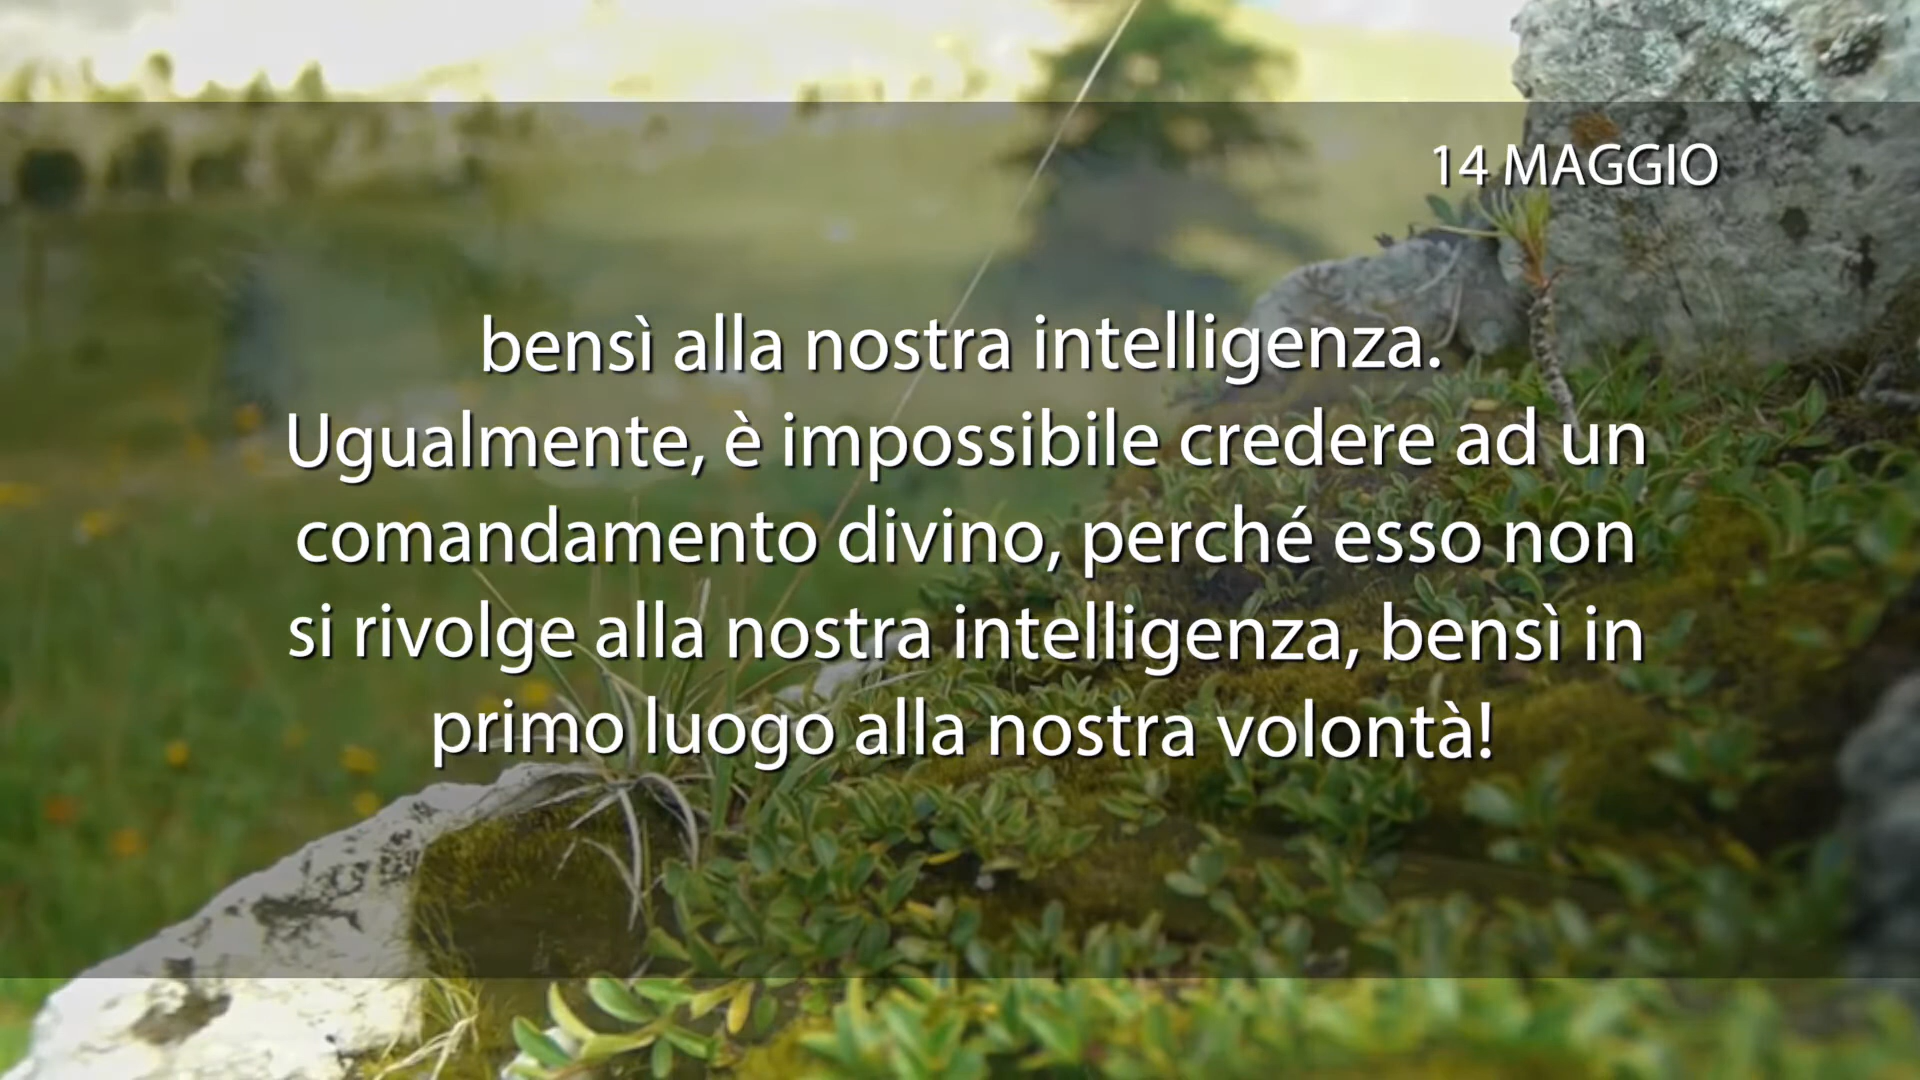 14 MAGGIO
bensì alla nostra intelligenza.
Ugualmente, è impossibile credere ad un
comandamento divino, perché esso non
si rivolge alla nostra intelligenza, bensì in
primo luogo alla nostra volontà!